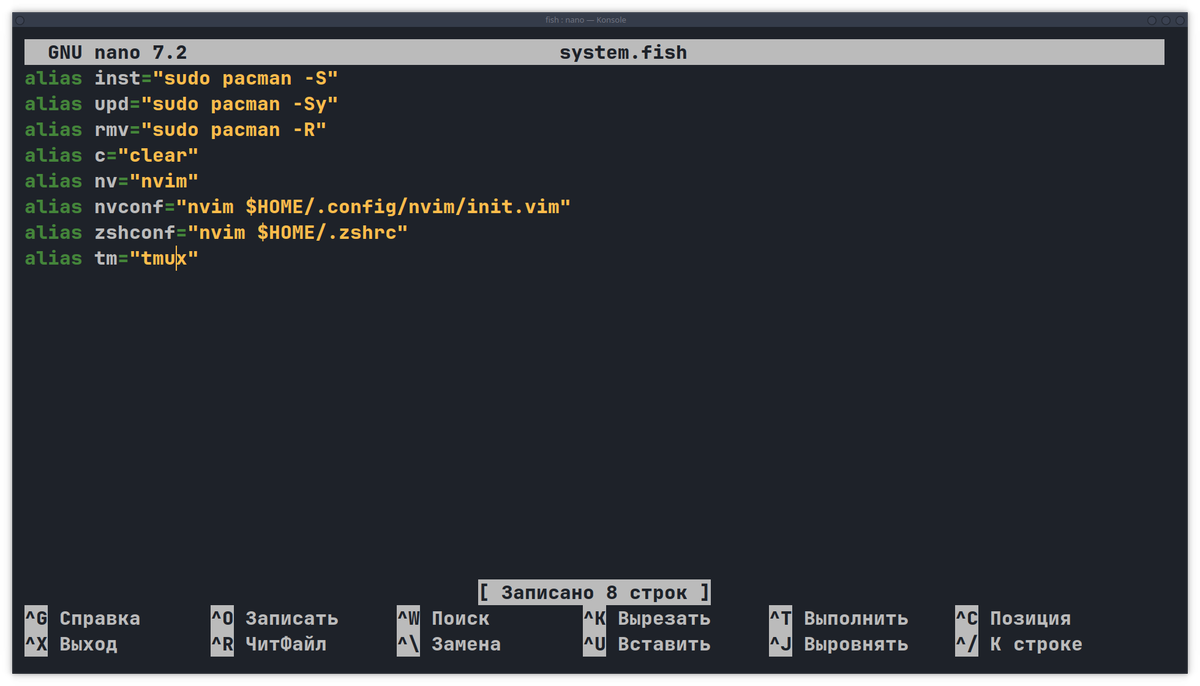 fish : nano — Konsole
GNU nano 7.2 system.fish
alias inst="sudo pacman -S"
alias upd="sudo pacman -Sy"
alias rmv="sudo pacman -R"
alias c="clear"
alias nv="nvim"
alias nvconf="nvim $HOME/.config/nvim/init.vim"
alias zshconf="nvim $HOME/.zshrc"
alias tm="tmux"
[ Записано 8 строк ]
^G Справка ^O Записать ^W Поиск ^K Вырезать ^T Выполнить ^C Позиция
^X Выход ^R ЧитФайл ^\ Замена ^U Вставить ^J Выровнять ^/ К строке